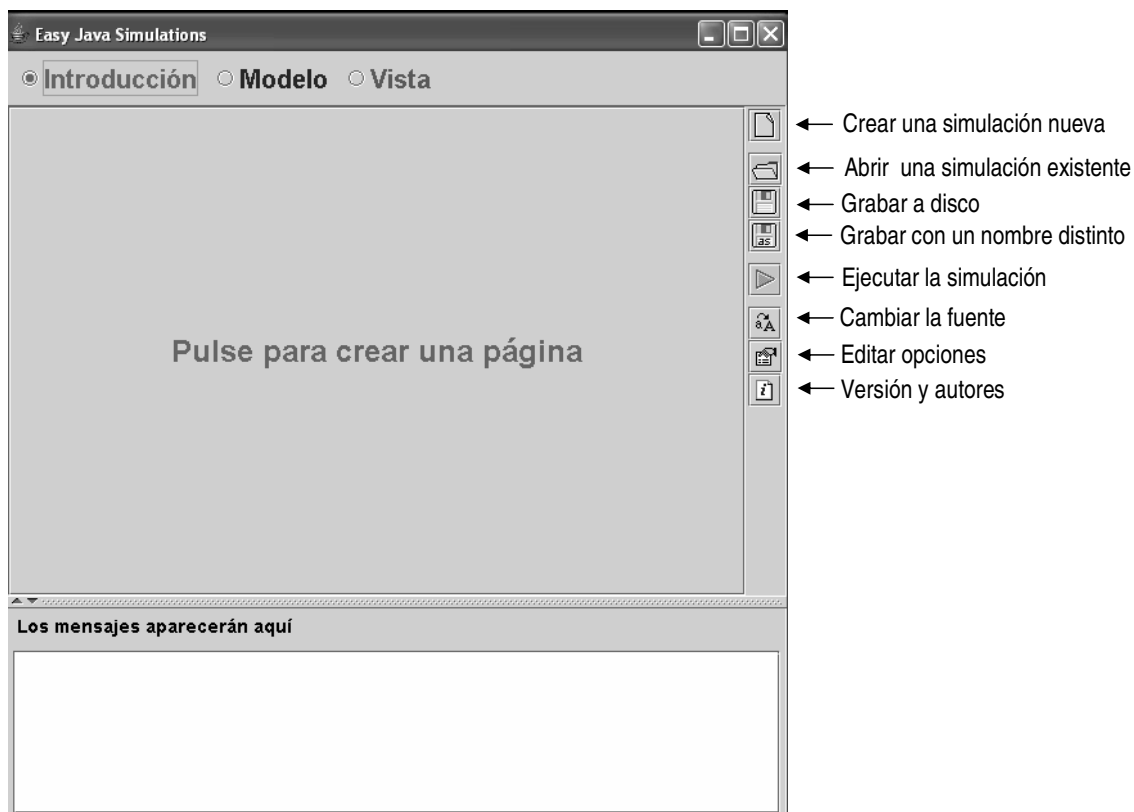 Easy Java Simulations
Introducción Modelo Vista
Crear una simulación nueva
Abrir una simulación existente
Grabar a disco
as
Grabar con un nombre distinto
Ejecutar la simulación
aA
Cambiar la fuente
Editar opciones
i
Versión y autores
Pulse para crear una página
Los mensajes aparecerán aquí